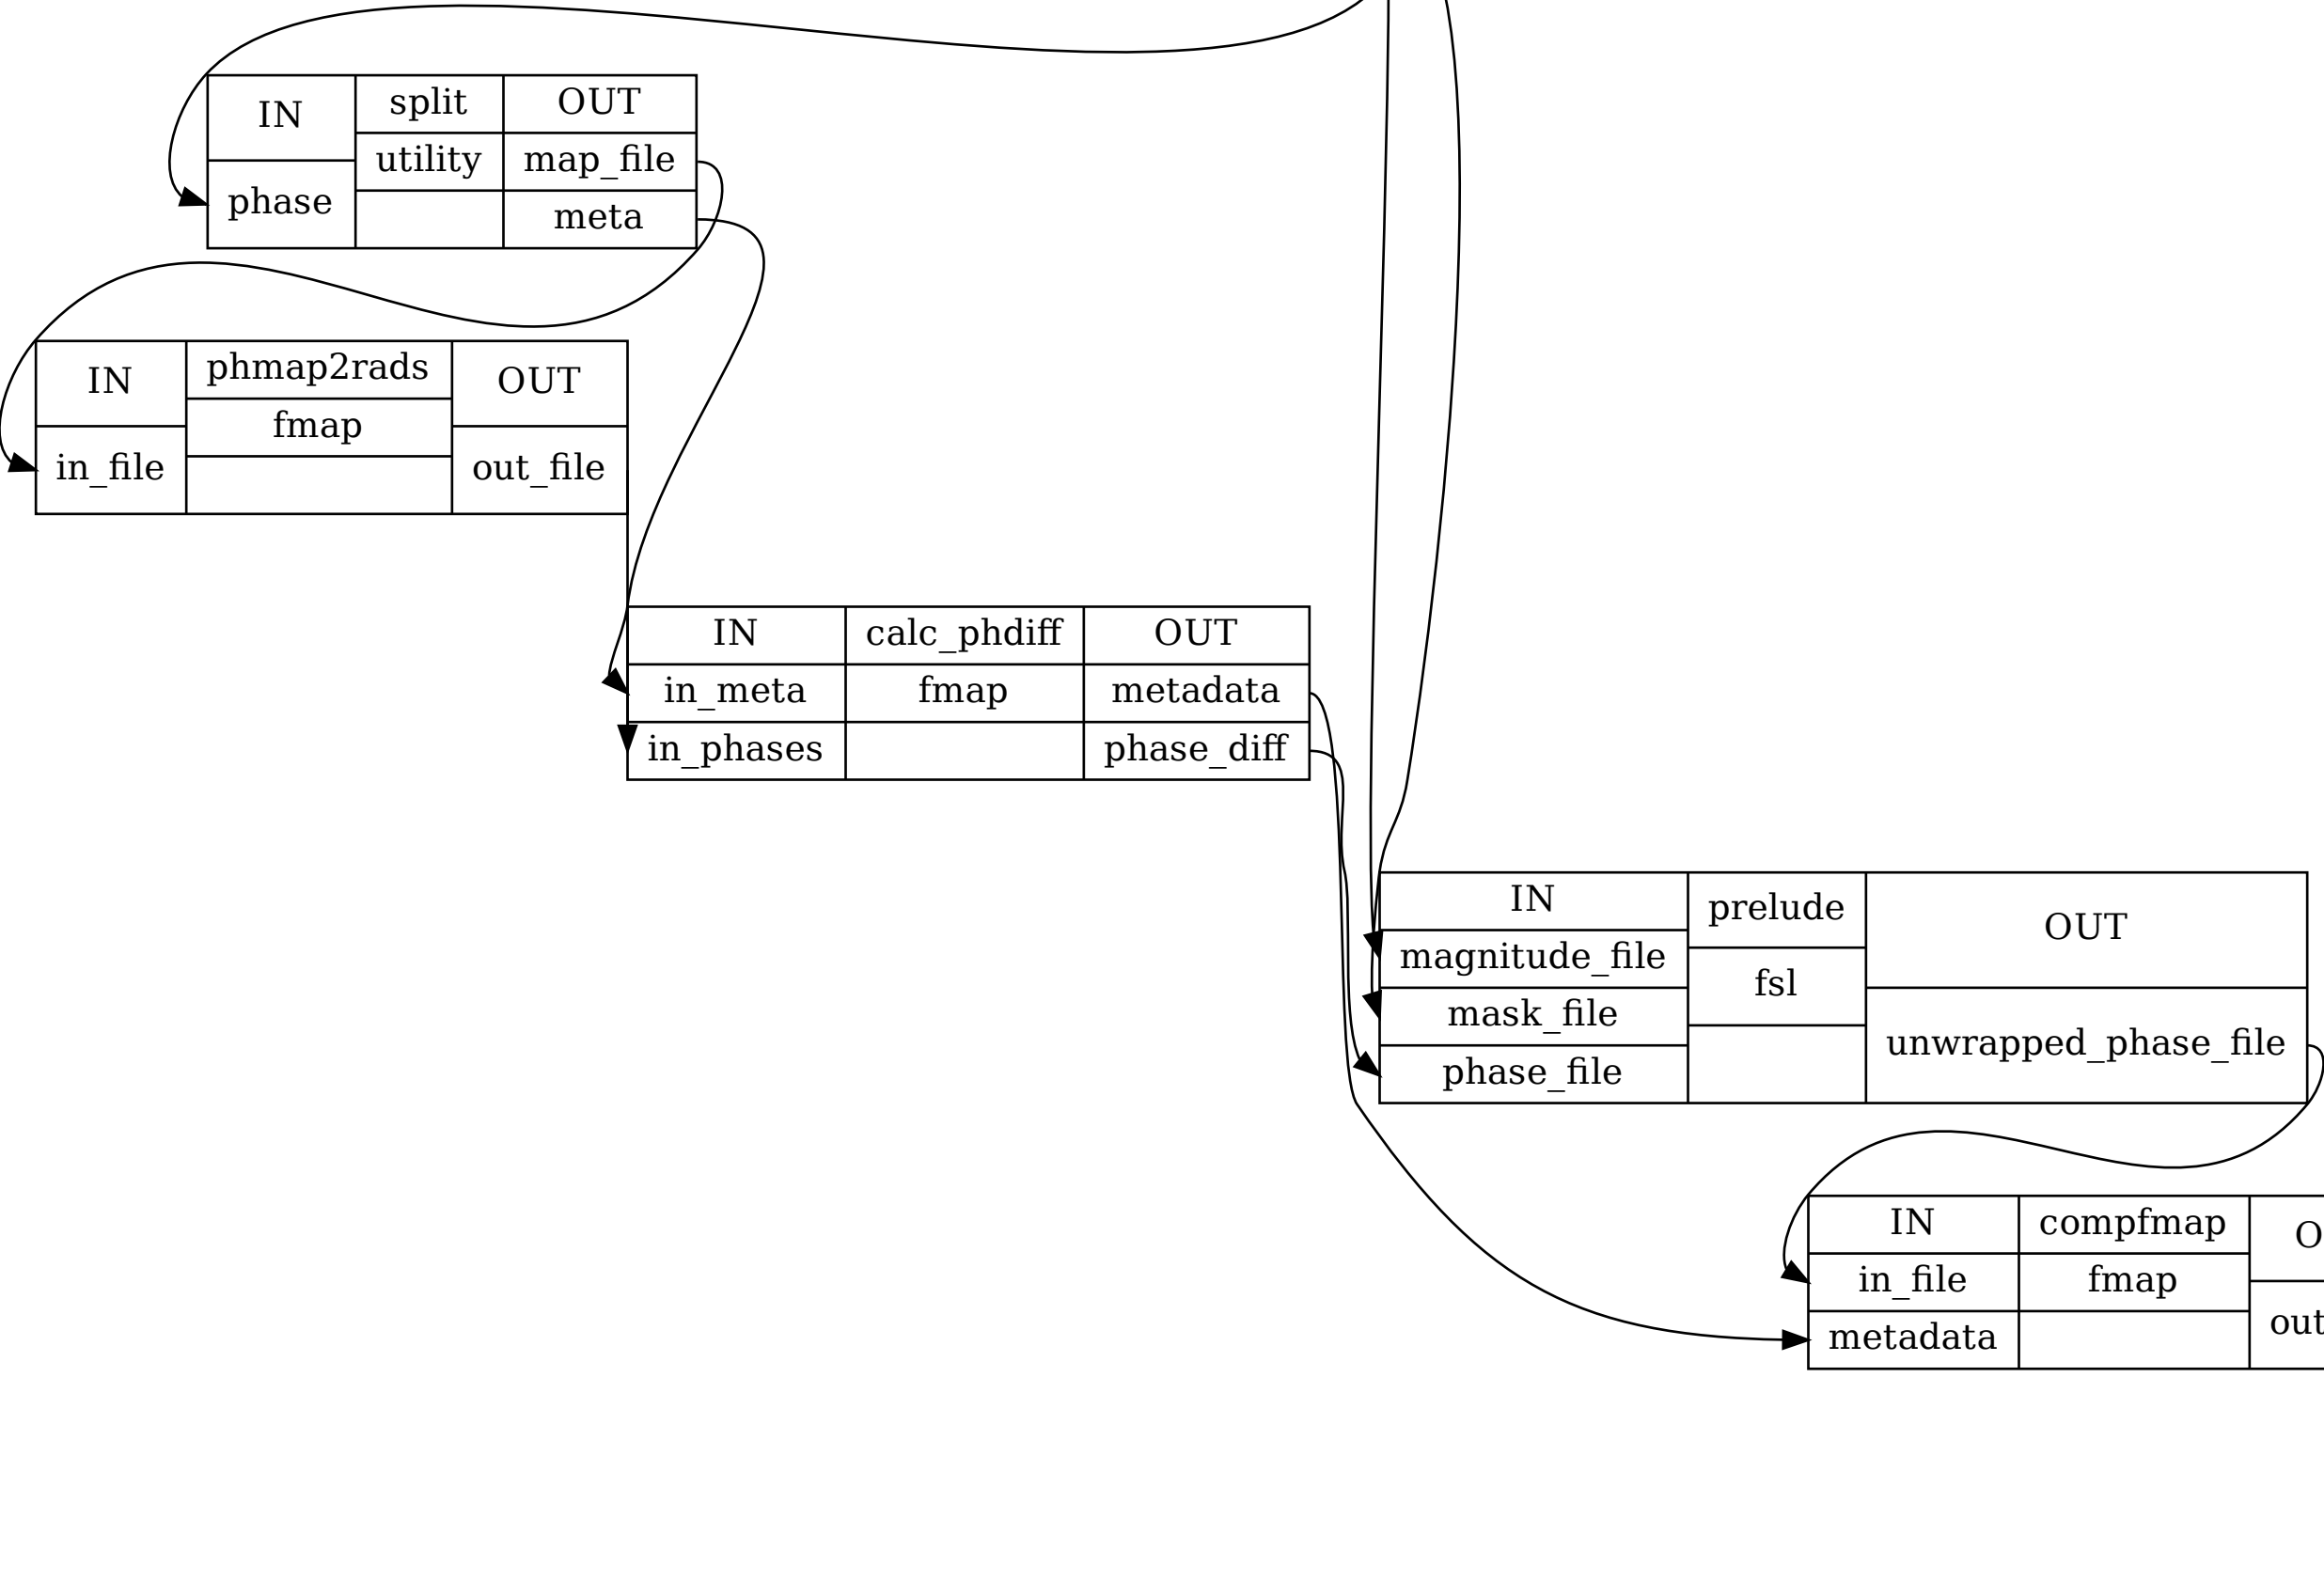 IN
phase
split
utility
OUT
map_file
meta
IN
in_file
phmap2rads
fmap
OUT
out_file
IN
in_meta
in_phases
calc_phdiff
fmap
OUT
metadata
phase_diff
IN
magnitude_file
mask_file
phase_file
prelude
fsl
OUT
unwrapped_phase_file
IN
in_file
metadata
compfmap
fmap